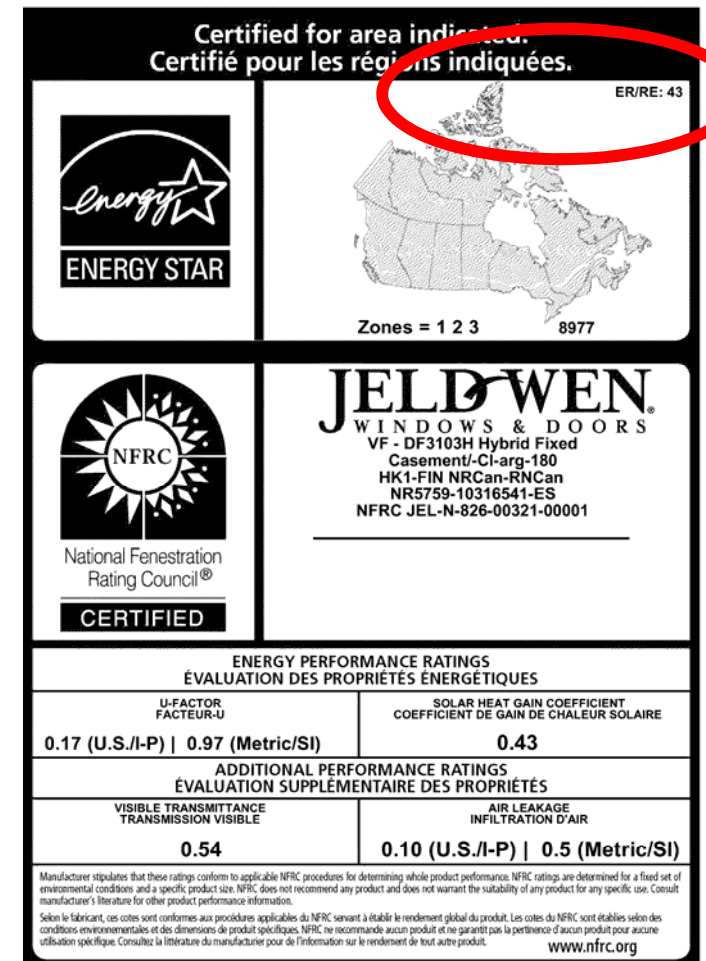 Certified for area indicated.
Certifié pour les régions indiquées.
ER/RE: 43
energy
ENERGY STAR
Zones = 1 2 3 8977
NFRC
National Fenestration
Rating Council®
CERTIFIED
JELD-WEN®
WINDOWS & DOORS
VF - DF3103H Hybrid Fixed
Casement/-CI-arg-180
HK1-FIN NRCan-RNCan
NR5759-10316541-ES
NFRC JEL-N-826-00321-00001
ENERGY PERFORMANCE RATINGS
ÉVALUATION DES PROPRIÉTÉS ÉNERGÉTIQUES
U-FACTOR
FACTEUR-U
0.17 (U.S./I-P) | 0.97 (Metric/SI)
SOLAR HEAT GAIN COEFFICIENT
COEFFICIENT DE GAIN DE CHALEUR SOLAIRE
0.43
ADDITIONAL PERFORMANCE RATINGS
ÉVALUATION SUPPLÉMENTAIRE DES PROPRIÉTÉS
VISIBLE TRANSMITTANCE
TRANSMISSION VISIBLE
0.54
AIR LEAKAGE
INFILTRATION D'AIR
0.10 (U.S./I-P) | 0.5 (Metric/SI)
Manufacturer stipulates that these ratings conform to applicable NFRC procedures for determining whole product performance. NFRC ratings are determined for a fixed set of
environmental conditions and a specific product size. NFRC does not recommend any product and does not warrant the suitability of any product for any specific use. Consult
manufacturer's literature for other product performance information.
Selon le fabricant, ces cotes sont conformes aux procédures applicables du NFRC servant à établir le rendement global du produit. Les cotes du NFRC sont établies selon des
conditions environnementales et des dimensions de produit spécifiques. NFRC ne recommande aucun produit et ne garantit pas la pertinence d'aucun produit pour aucune
utilisation spécifique. Consultez la littérature du manufacturier pour de l'information sur le rendement de tout autre produit.
www.nfrc.org